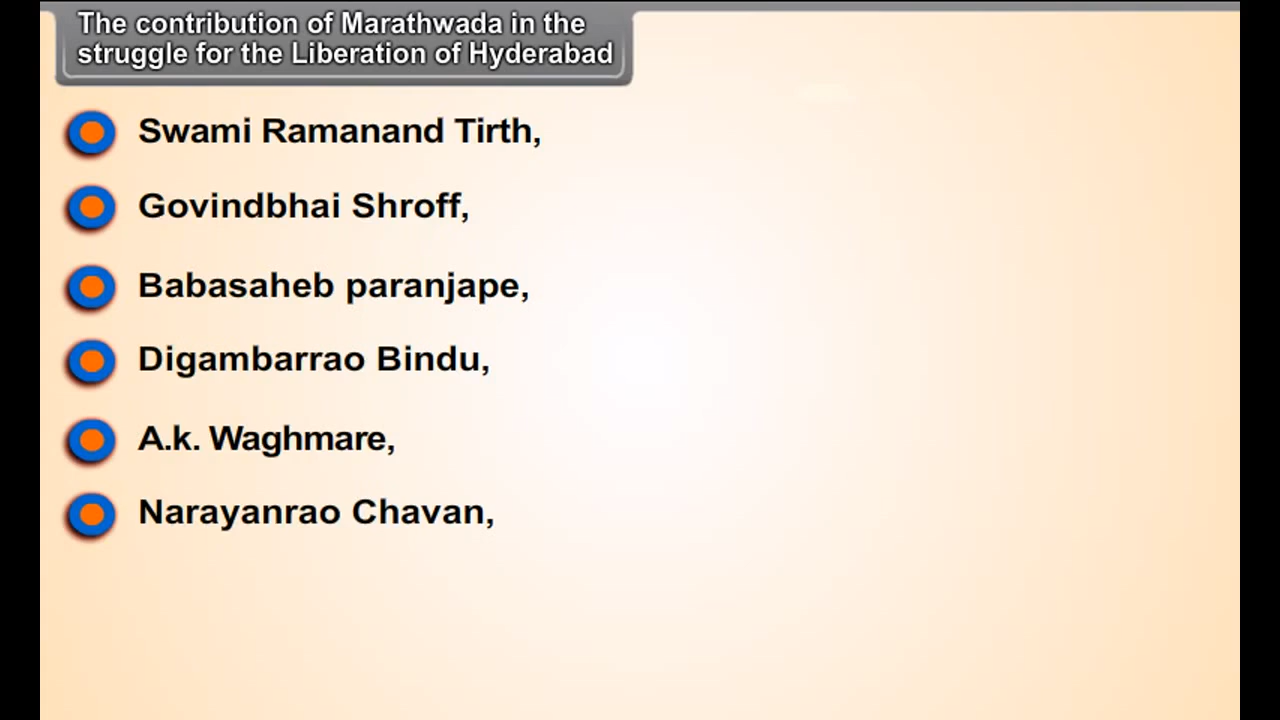 The contribution of Marathwada in the
struggle for the Liberation of Hyderabad
Swami Ramanand Tirth,
Govindbhai Shroff,
Babasaheb paranjape,
Digambarrao Bindu,
A.k. Waghmare,
Narayanrao Chavan,